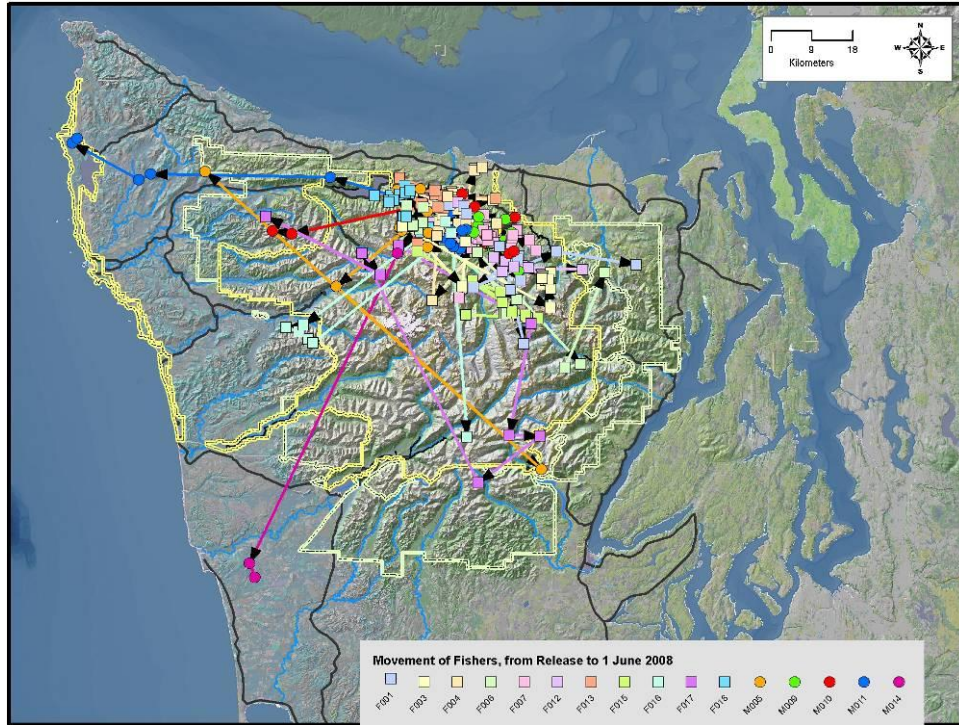 N
W E
S
0 9 18
Kilometers
Movement of Fishers, from Release to 1 June 2008
F001 F003 F004 F006 F007 F012 F013 F015 F016 F017 F018 M005 M009 M010 M011 M014